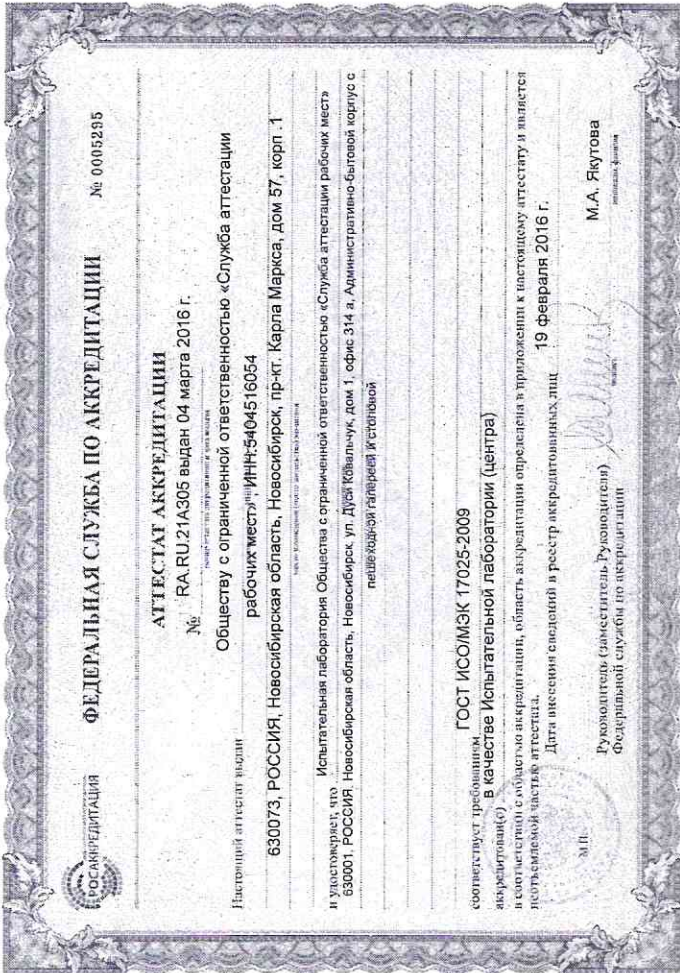 РОСАККРЕДИТАЦИЯ
ФЕДЕРАЛЬНАЯ СЛУЖБА ПО АККРЕДИТАЦИИ
№ 0005295
АТТЕСТАТ АККРЕДИТАЦИИ
№ RA.RU.21АЗ05 выдан 04 марта 2016 г.
Настоящий аттестат выдан Обществу с ограниченной ответственностью «Служба аттестации
рабочих мест», ИНН:5404516054
630073, РОССИЯ, Новосибирская область, Новосибирск, пр-кт. Карла Маркса, дом 57, корп .1
и удостоверяет, что Испытательная лаборатория Общества с ограниченной ответственностью «Служба аттестации рабочих мест»
630001, РОССИЯ, Новосибирская область, Новосибирск, ул. Дуси Ковальчук, дом 1, офис 314 а, Административно-бытовой корпус с
пешеходной галереей и столовой
соответствует требованиям ГОСТ ИСО/МЭК 17025-2009
аккредитован(о) в качестве Испытательной лаборатории (центра)
в соответствии с областью аккредитации, область аккредитации определена в приложении к настоящему аттестату и является
неотъемлемой частью аттестата.
Дата внесения сведений в реестр аккредитованных лиц 19 февраля 2016 г.
М.П.
Руководитель (заместитель Руководителя)
Федеральной службы по аккредитации
М.А. Якутова